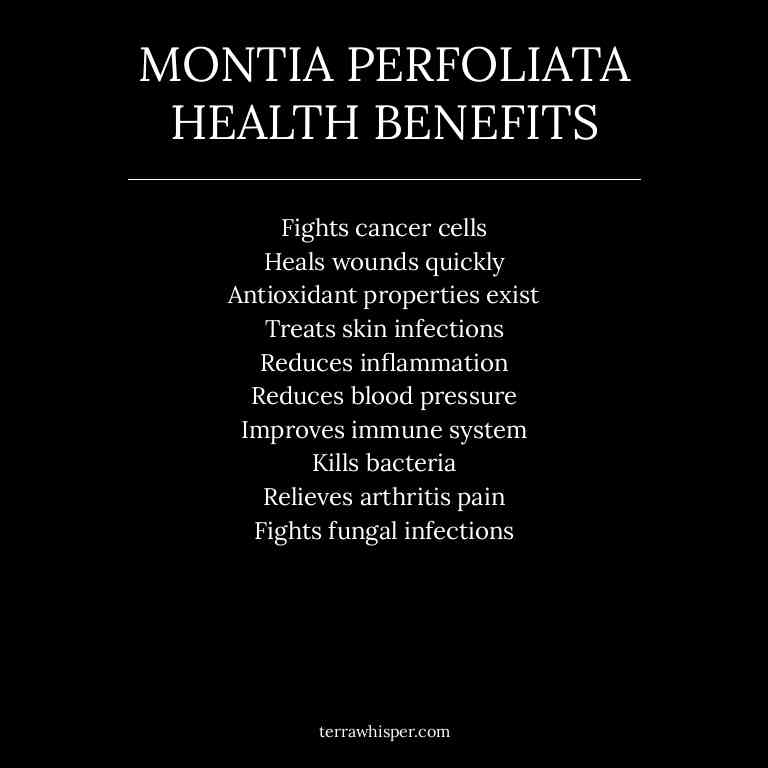 MONTIA PERFOLIATA
HEALTH BENEFITS
Fights cancer cells
Heals wounds quickly
Antioxidant properties exist
Treats skin infections
Reduces inflammation
Reduces blood pressure
Improves immune system
Kills bacteria
Relieves arthritis pain
Fights fungal infections
terrawhisper.com